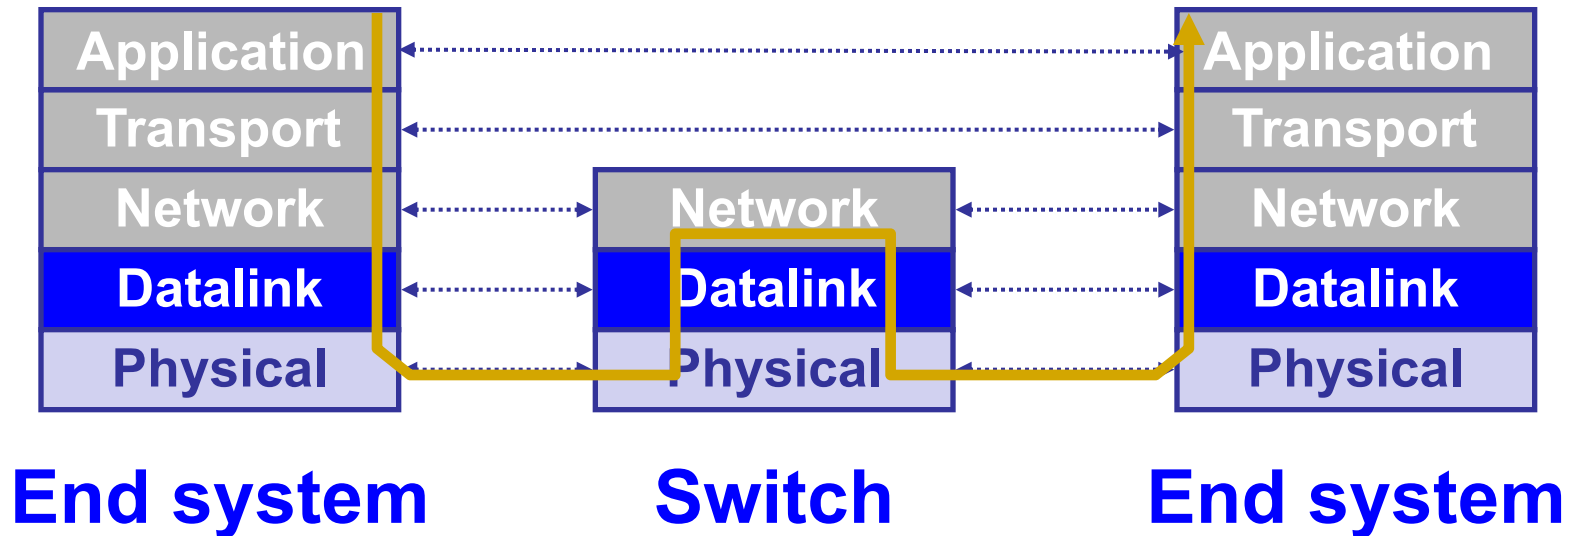 Application
Transport
Network
Datalink
Physical
End system
Network
Datalink
Physical
Switch
Application
Transport
Network
Datalink
Physical
End system